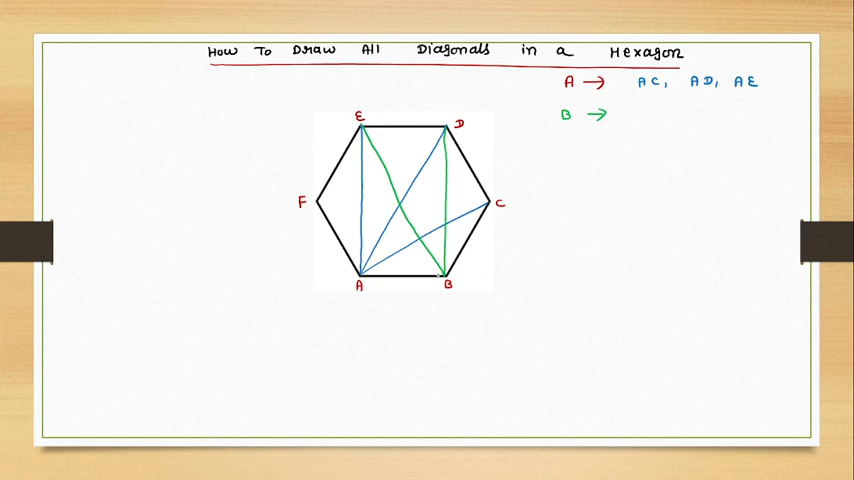 How To Draw All Diagonals in a Hexagon
A → AC, AD, AE
B →
E D
F C
A B